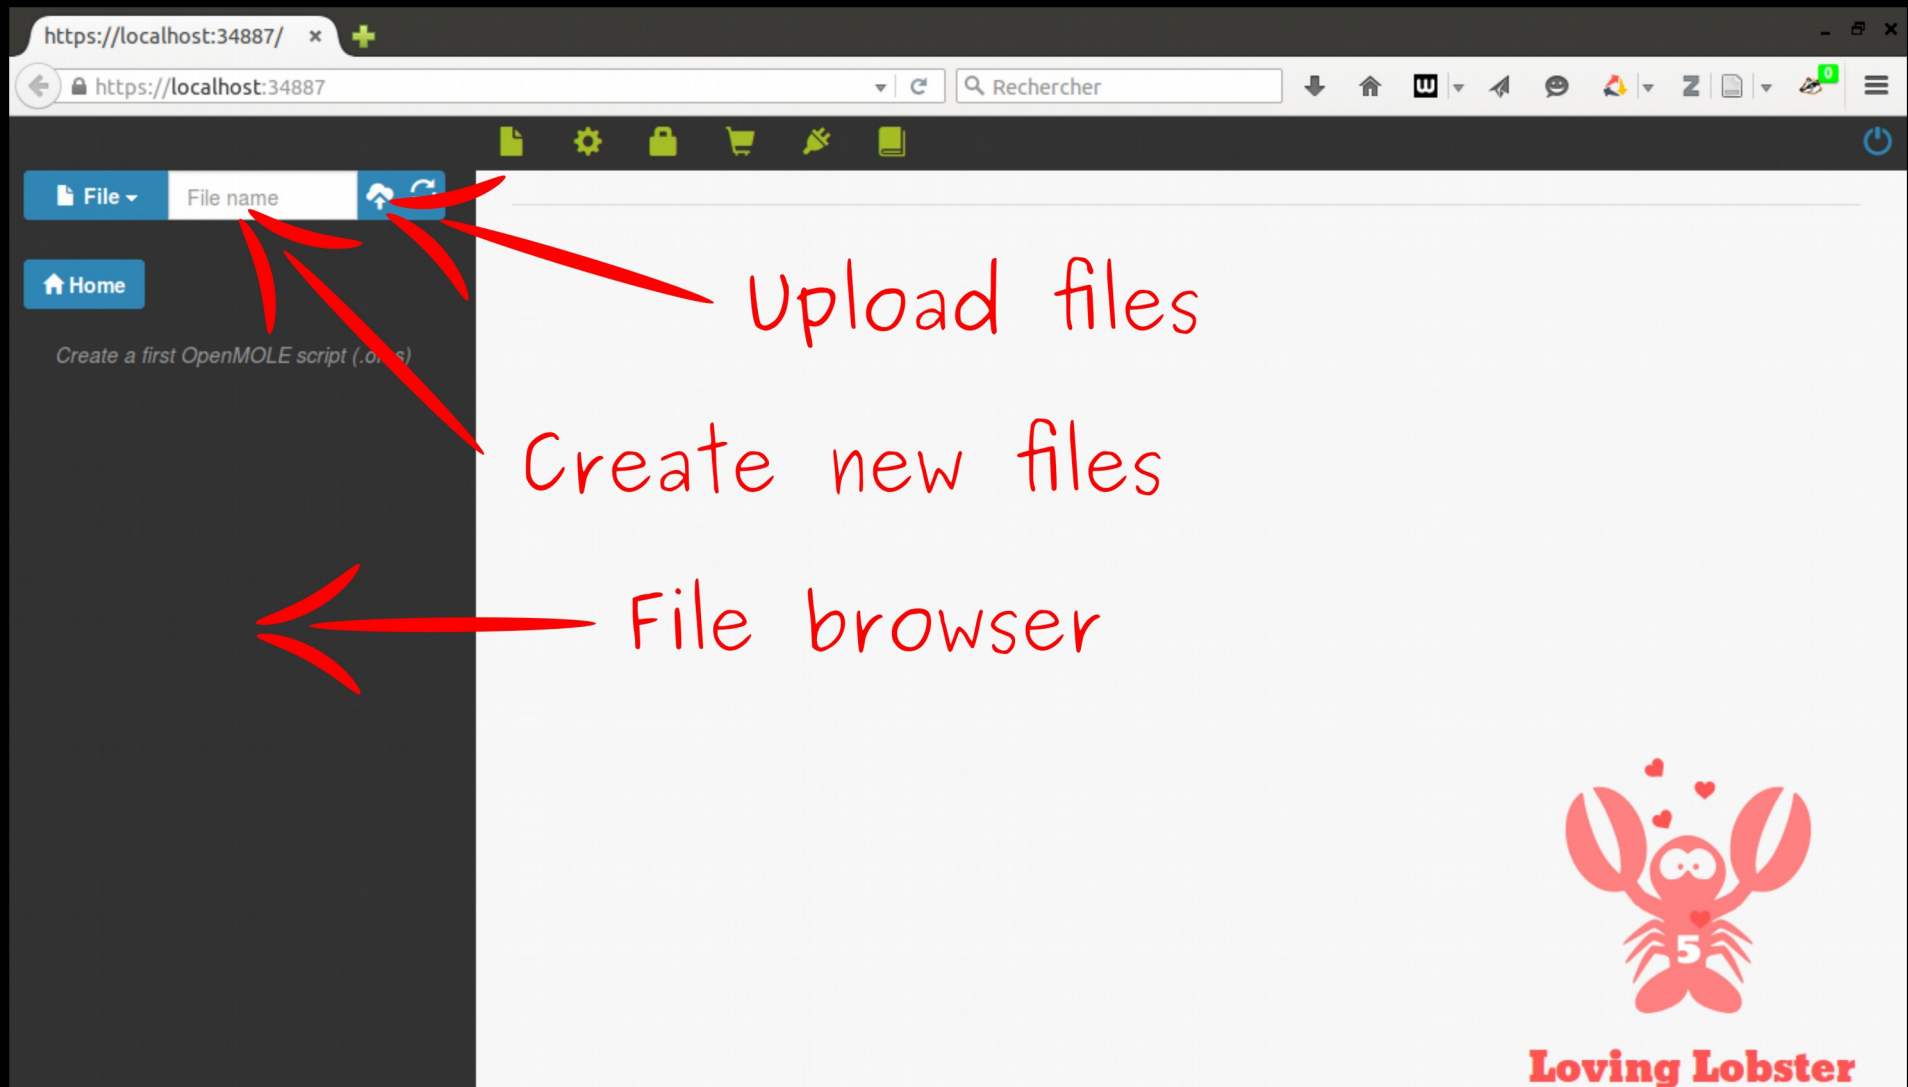 https://localhost:34887/
https://localhost:34887
Rechercher
0
File
File name
Home
Upload files
Create a first OpenMOLE script
Create new files
File browser
5
Loving Lobster